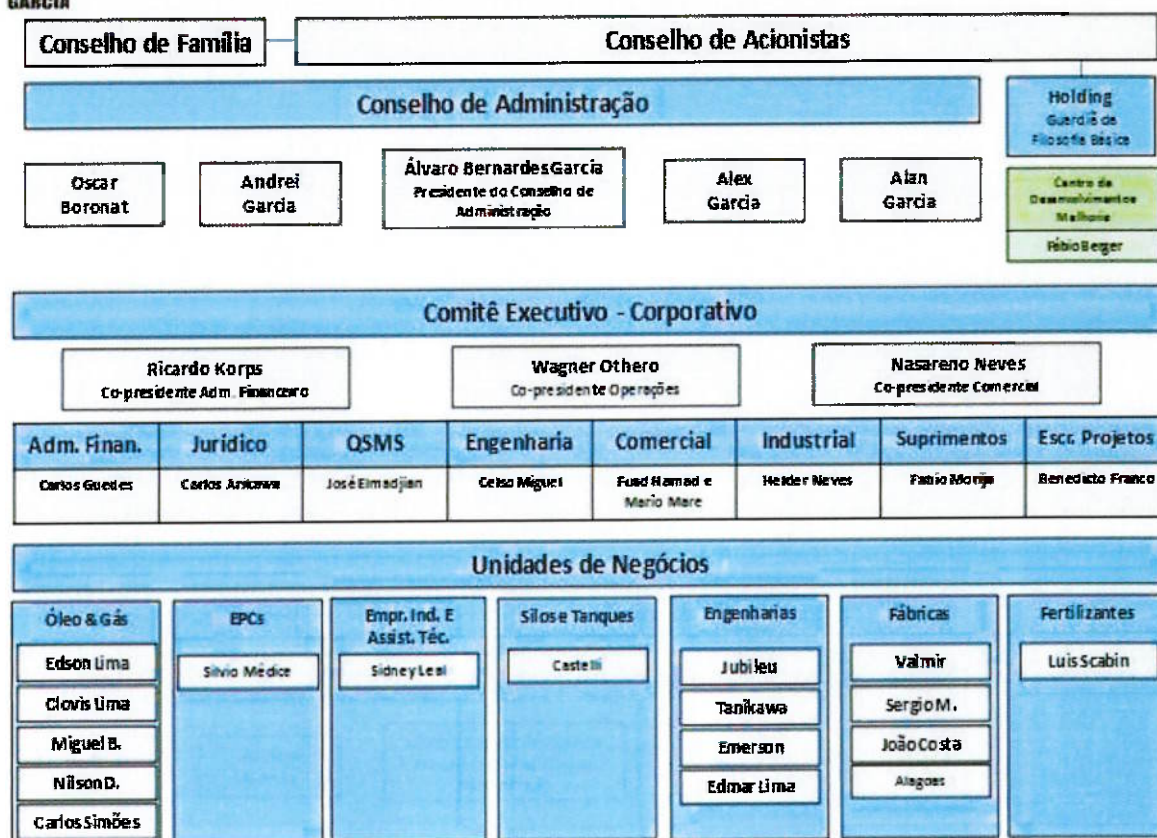 GARCIA
Conselho de Família
Conselho de Acionistas
Conselho de Administração
Holding
Guardiã da
Filosofia Básica
Oscar
Boronat
Andrei
Garcia
Álvaro Bernardes Garcia
Presidente do Conselho de
Administração
Alex
Garcia
Alan
Garcia
Centro de
Desenvolvimento e
Melhoria
Fábio Berger
Comitê Executivo - Corporativo
Ricardo Korps
Co-presidente Adm. Financeiro
Wagner Othero
Co-presidente Operações
Nasareno Neves
Co-presidente Comercial
Adm. Finan.
Jurídico
QSMS
Engenharia
Comercial
Industrial
Suprimentos
Escr. Projetos
Carlos Guedes
Carlos
José Elmadjian
Celso Miguel
Fuad Hamad e
Mario Mare
Helder Neves
Fabio
Benedicto Franco
Unidades de Negócios
Óleo & Gás
Edson Lima
Clovis Lima
Miguel B.
Nilson D.
Carlos Simões
EPCs
Silvio Médice
Empr. Ind. E
Assist. Téc.
Sidney Leal
Silos e Tanques
Castelli
Engenharias
Jubileu
Tanikawa
Emerson
Edmar Lima
Fábricas
Valmir
Sergio M.
João Costa
Alagoas
Fertilizantes
Luis Scabin